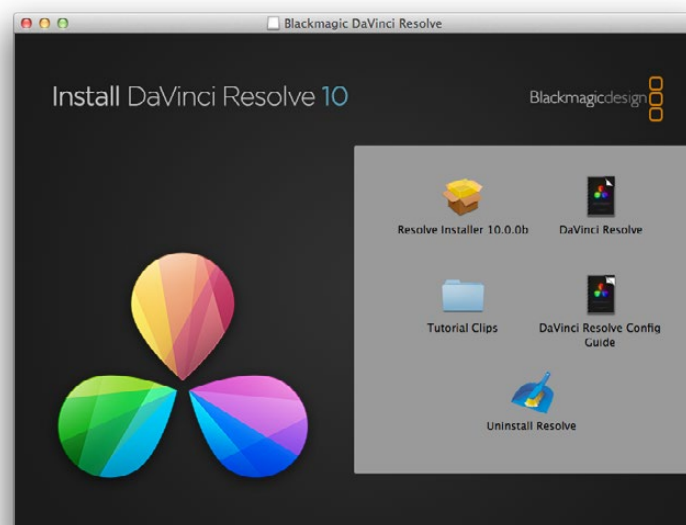 Blackmagic DaVinci Resolve
Install DaVinci Resolve 10
Blackmagicdesign
Resolve Installer 10.0.0b
DaVinci Resolve
Tutorial Clips
DaVinci Resolve Config
Guide
Uninstall Resolve